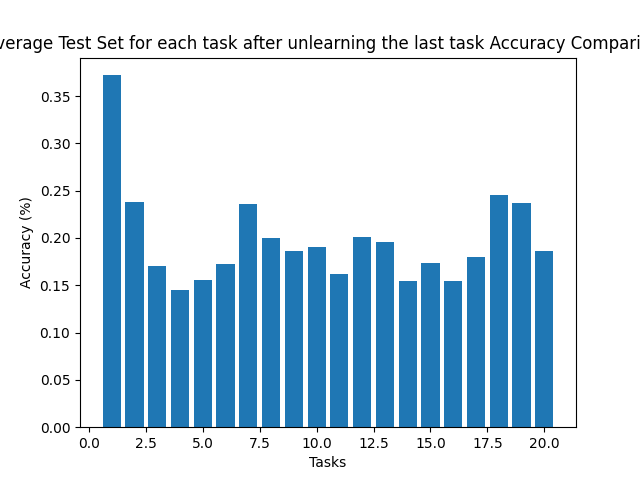 verage Test Set for each task after unlearning the last task Accuracy Compari
Accuracy (%)
0.35
0.30
0.25
0.20
0.15
0.10
0.05
0.00
0.0 2.5 5.0 7.5 10.0 12.5 15.0 17.5 20.0
Tasks